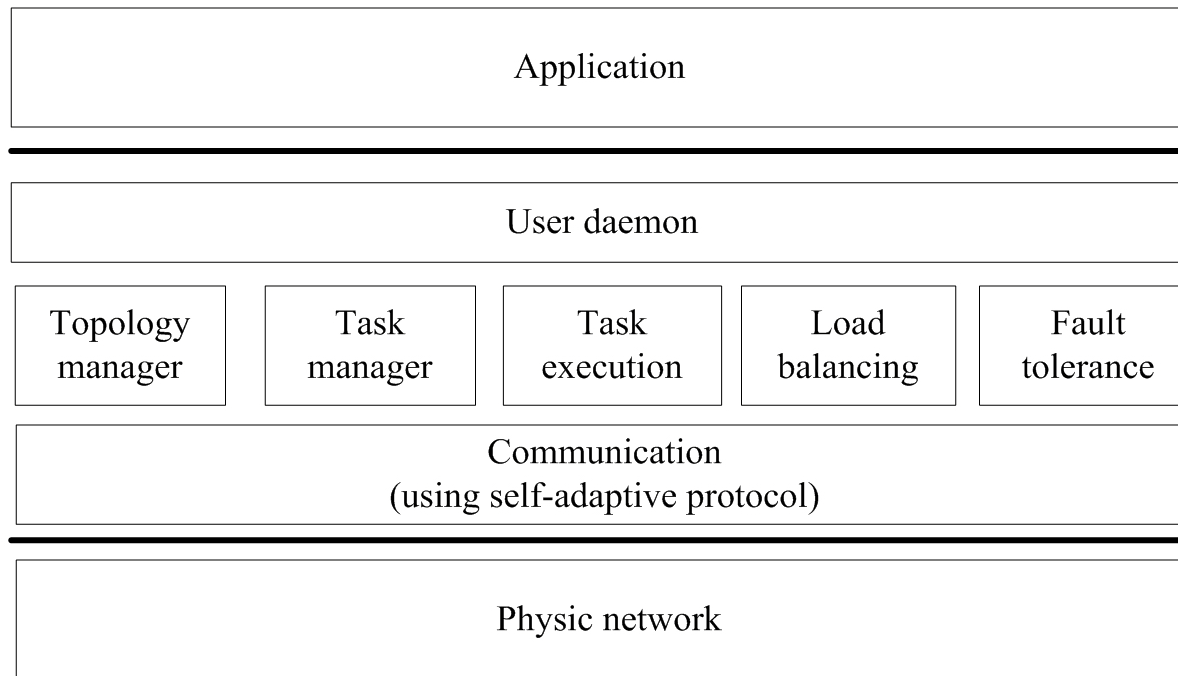 Application
User daemon
Topology
manager
Task
manager
Task
execution
Load
balancing
Fault
tolerance
Communication
(using self-adaptive protocol)
Physic network